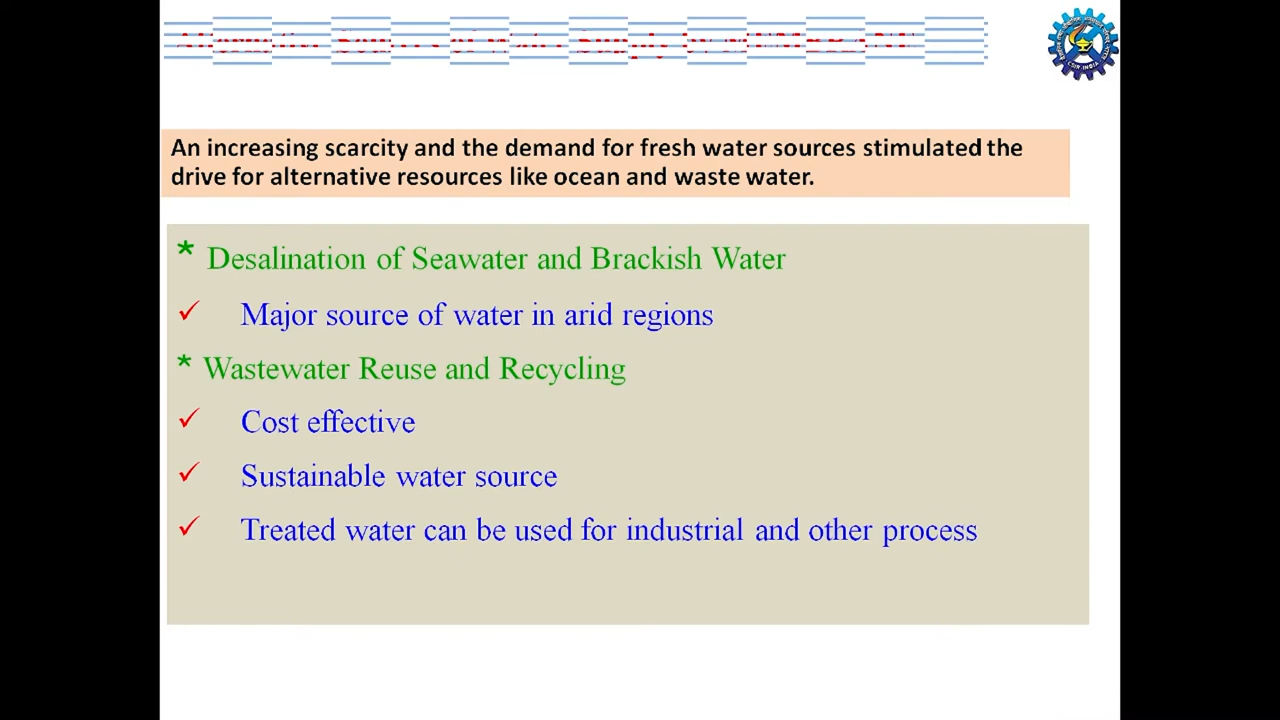 An increasing scarcity and the demand for fresh water sources stimulated the
drive for alternative resources like ocean and waste water.
* Desalination of Seawater and Brackish Water
✓ Major source of water in arid regions
* Wastewater Reuse and Recycling
✓ Cost effective
✓ Sustainable water source
✓ Treated water can be used for industrial and other process
CSIR-INDIA